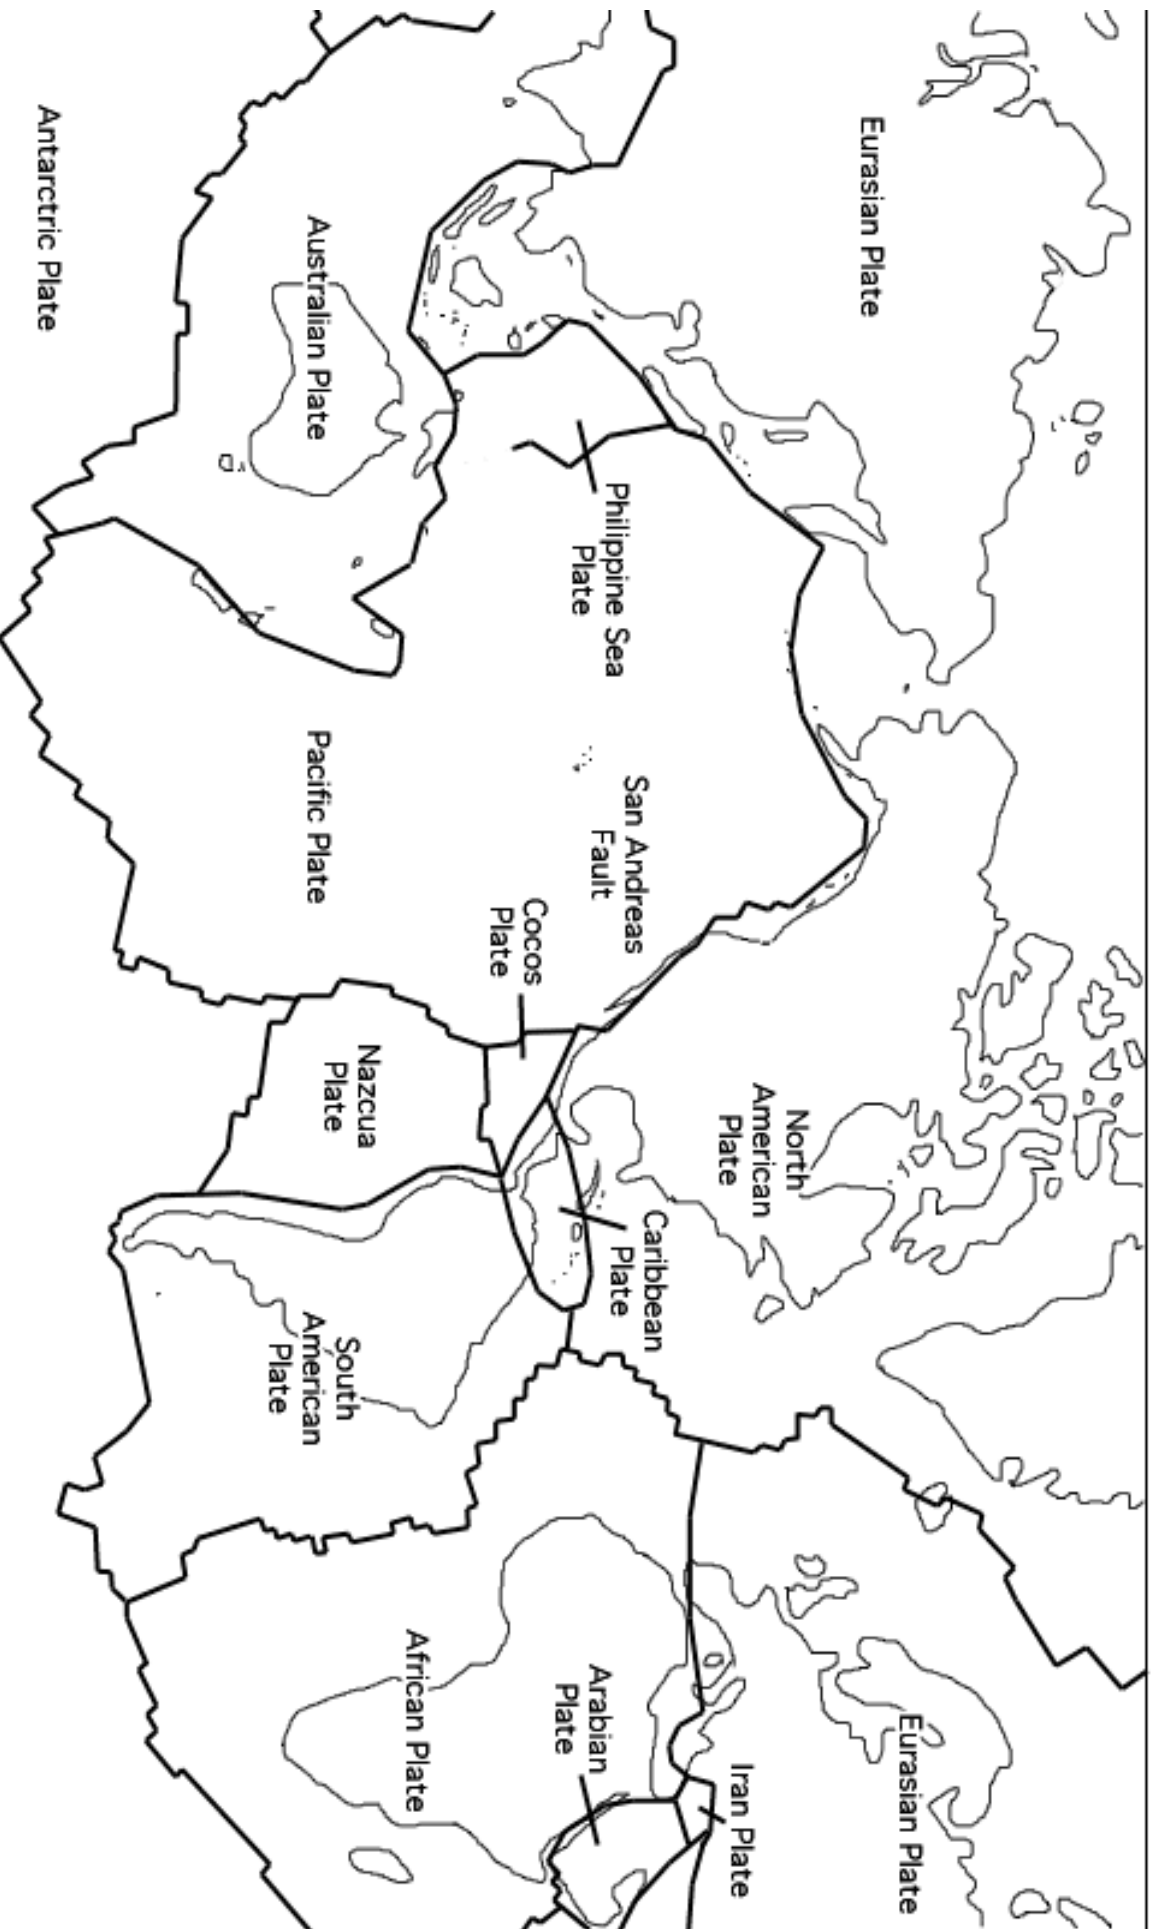 Eurasian Plate
Antarctric Plate
Australian Plate
Philippine Sea
Plate
Pacific Plate
San Andreas
Fault
Cocos
Plate
Nazcua
Plate
North
American
Plate
Caribbean
Plate
South
American
Plate
African Plate
Arabian
Plate
Iran Plate
Eurasian Plate